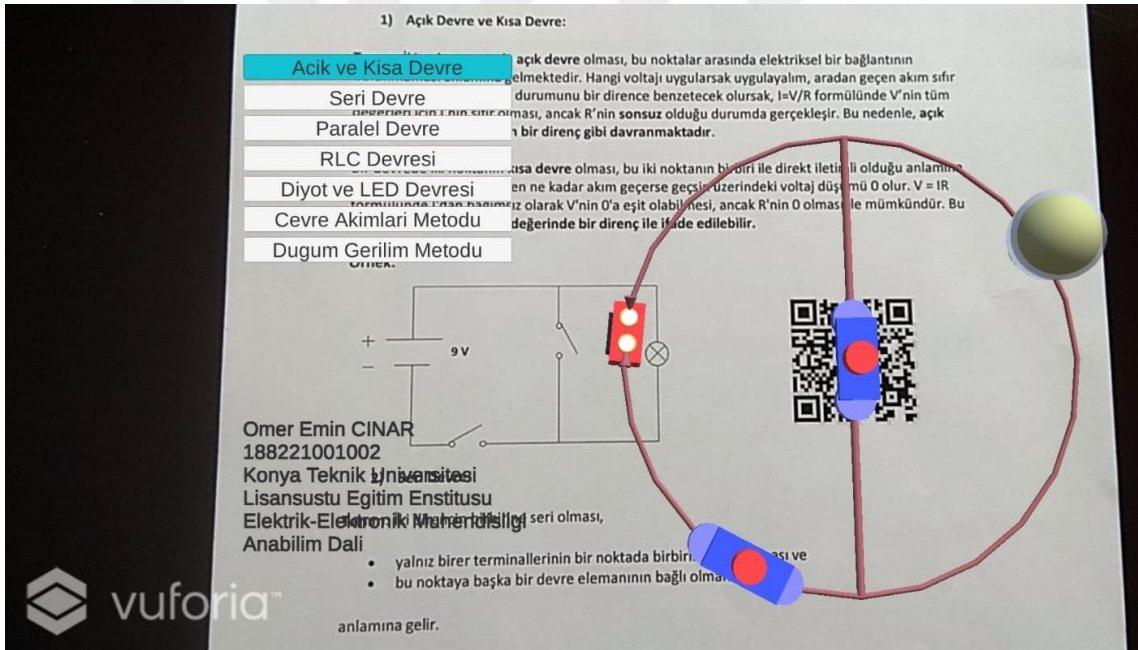 1) Açık Devre ve Kısa Devre:
açık devre olması, bu noktalar arasında elektriksel bir bağlantının
Acik ve Kisa Devre
gelmektedir. Hangi voltajı uygularsak uygulayalım, aradan geçen akım sıfır
Seri Devre
durumunu bir dirence benzetecek olursak, I=V/R formülünde V'nin tüm
olması, ancak R'nin sonsuz olduğu durumda gerçekleşir. Bu nedenle, açık
Paralel Devre
bir direnç gibi davranmaktadır.
RLC Devresi
kısa devre olması, bu iki noktanın birbiri ile direkt iletimli olduğu anlamına
Diyot ve LED Devresi
ne kadar akım geçerse geçsin üzerindeki voltaj düşümü 0 olur. V = IR
V'nin 0'a eşit olabilmesi, ancak R'nin 0 olması ile mümkündür. Bu
Cevre Akimlari Metodu
değerinde bir direnç ile ifade edilebilir.
Dugum Gerilim Metodu
Örnek:
+
9 V
−
Omer Emin CINAR
188221001002
Konya Teknik Universitesi
Lisansustu Egitim Enstitusu
Elektrik-Elektronik Muhendisligi
seri olması,
Anabilim Dali
• yalnız birer terminallerinin bir noktada ve
• bu noktaya başka bir devre elemanının bağlı
vuforia™
anlamına gelir.